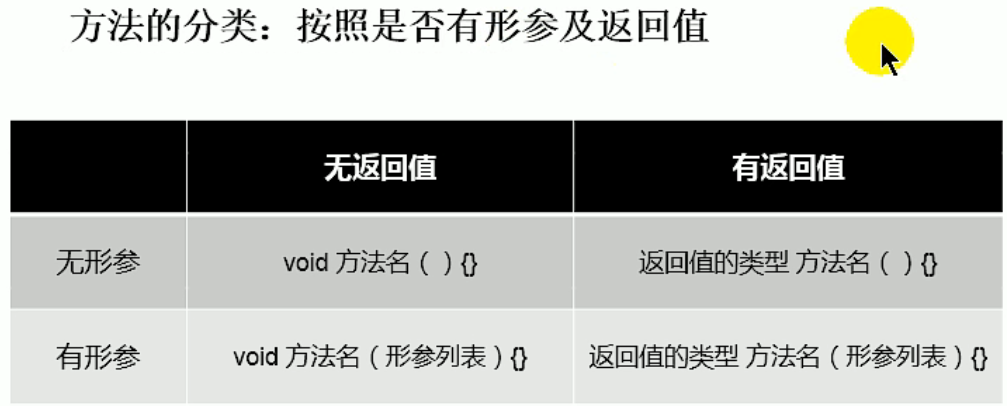 方法的分类：按照是否有形参及返回值
无返回值 有返回值
无形参 void 方法名（ ）{} 返回值的类型 方法名（ ）{}
有形参 void 方法名（形参列表）{} 返回值的类型 方法名（形参列表）{}